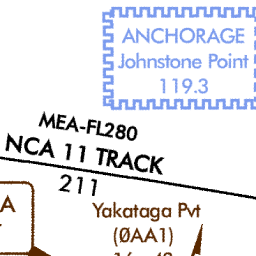 ANCHORAGE
Johnstone Point
119.3
MEA-FL280
NCA 11 TRACK
211
A
Yakataga Pvt
(ØAA1)